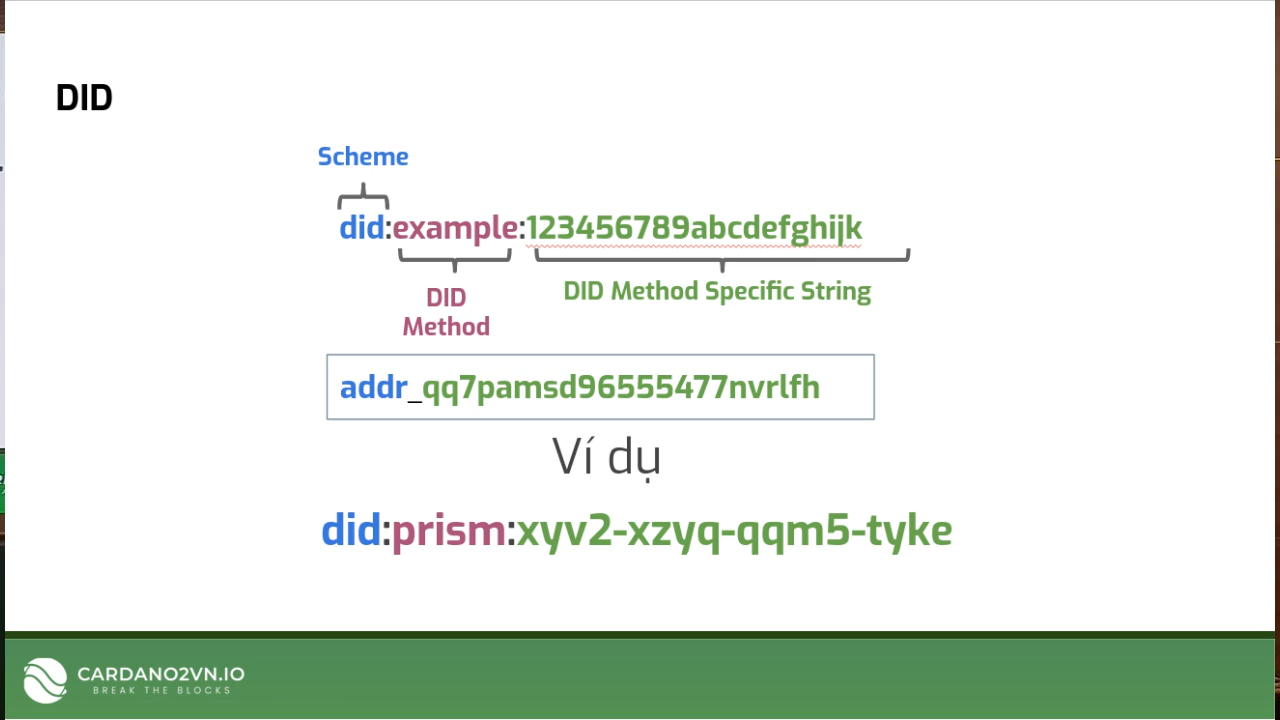 DID
Scheme
did:example:123456789abcdefghijk
DID Method
DID Method Specific String
addr_qq7pamsd96555477nvrlfh
Ví dụ
did:prism:xyv2-xzyq-qqm5-tyke
CARDANO2VN.IO
BREAK THE BLOCKS